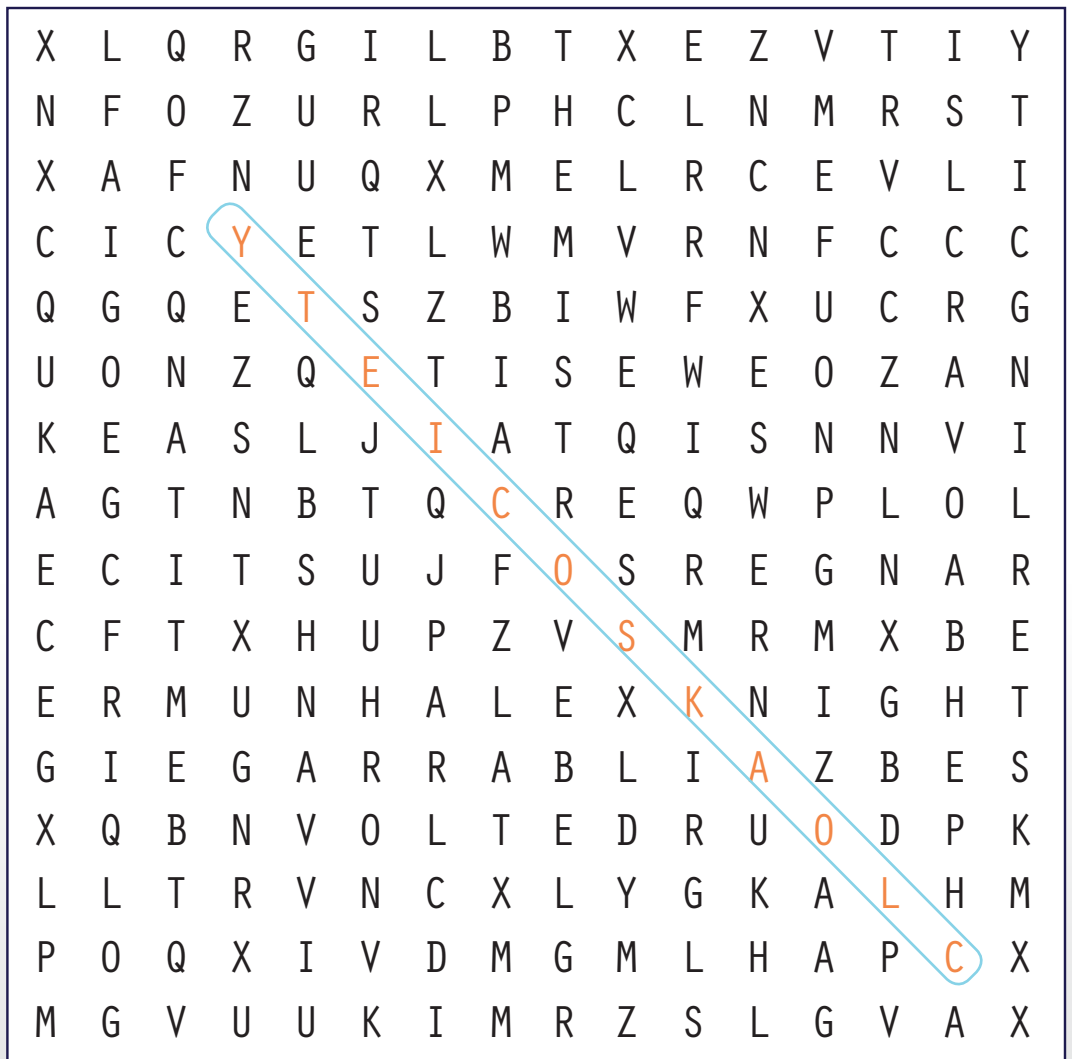 X L Q R G I L B T X E Z V T I Y
N F O Z U R L P H C L N M R S T
X A F N U Q X M E L R C E V L I
C I C Y E T L W M V R N F C C C
Q G Q E T S Z B I W F X U C R G
U O N Z Q E T I S E W E O Z A N
K E A S L J I A T Q I S N N V I
A G T N B T Q C R E Q W P L O L
E C I T S U J F O S R E G N A R
C F T X H U P Z V S M R M X B E
E R M U N H A L E X K N I G H T
G I E G A R R A B L I A Z B E S
X Q B N V O L T E D R U O D P K
L L T R V N C X L Y G K A L H M
P O Q X I V D M G M L H A P C X
M G V U U K I M R Z S L G V A X